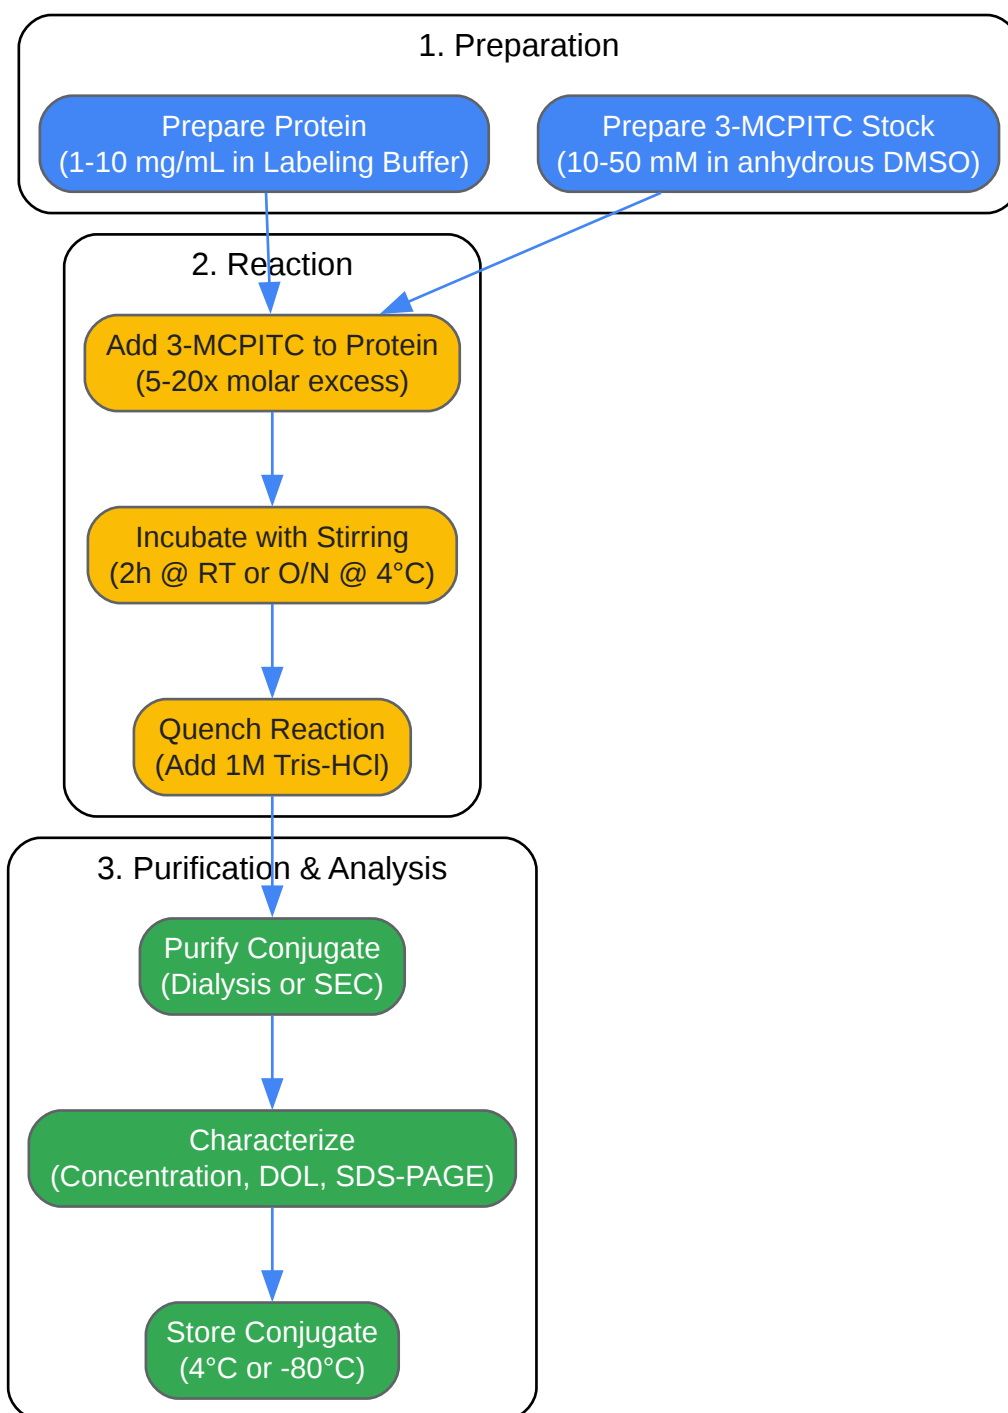 1. Preparation
Prepare Protein
(1-10 mg/mL in Labeling Buffer)
Prepare 3-MCPITC Stock
(10-50 mM in anhydrous DMSO)
2. Reaction
Add 3-MCPITC to Protein
(5-20x molar excess)
Incubate with Stirring
(2h @ RT or O/N @ 4°C)
Quench Reaction
(Add 1M Tris-HCl)
3. Purification & Analysis
Purify Conjugate
(Dialysis or SEC)
Characterize
(Concentration, DOL, SDS-PAGE)
Store Conjugate
(4°C or -80°C)